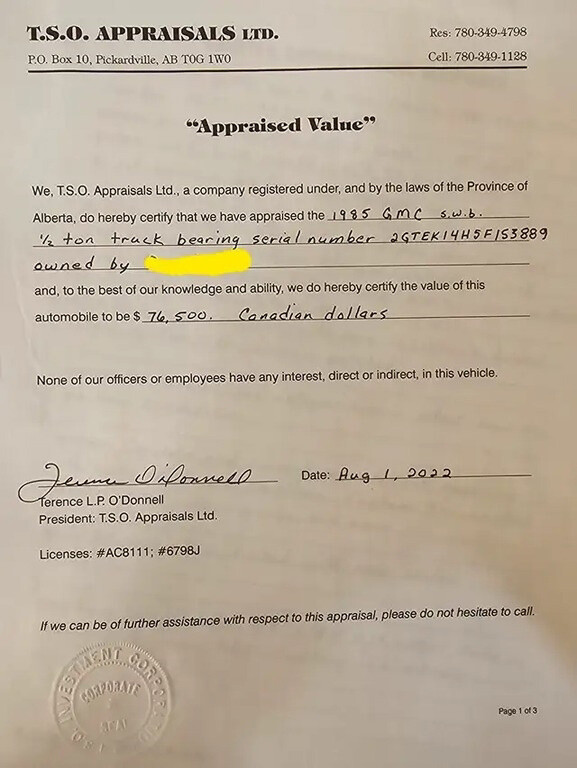 T.S.O. APPRAISALS LTD.
Res: 780-349-4798
P.O. Box 10, Pickardville, AB T0G 1W0
Cell: 780-349-1128
“Appraised Value”
We, T.S.O. Appraisals Ltd., a company registered under, and by the laws of the Province of
Alberta, do hereby certify that we have appraised the 1985 GMC s.w.b.
1/2 ton truck bearing serial number 2GTEK14H5F153889
owned by
and, to the best of our knowledge and ability, we do hereby certify the value of this
automobile to be $ 76,500. Canadian dollars
None of our officers or employees have any interest, direct or indirect, in this vehicle.
Terence O'Donnell
Date: Aug 1, 2022
Terence L.P. O'Donnell
President: T.S.O. Appraisals Ltd.
Licenses: #AC8111; #6798J
If we can be of further assistance with respect to this appraisal, please do not hesitate to call.
INVESTMENT
CORPORATE
SEAL
Page 1 of 3